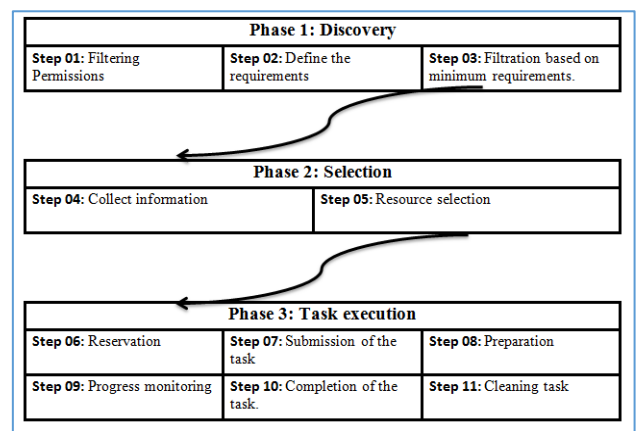 Phase 1: Discovery
Step 01: Filtering
Permissions
Step 02: Define the
requirements
Step 03: Filtration based on
minimum requirements.
Phase 2: Selection
Step 04: Collect information
Step 05: Resource selection
Phase 3: Task execution
Step 06: Reservation
Step 07: Submission of the
task
Step 08: Preparation
Step 09: Progress monitoring
Step 10: Completion of the
task.
Step 11: Cleaning task